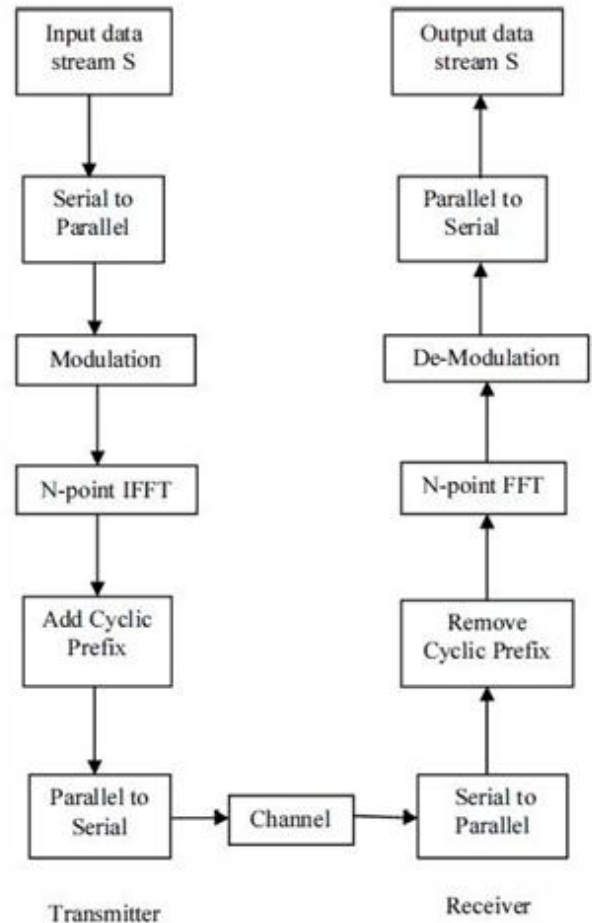 Input data
stream S
Serial to
Parallel
Modulation
N-point IFFT
Add Cyclic
Prefix
Parallel to
Serial
Channel
Serial to
Parallel
Remove
Cyclic Prefix
N-point FFT
De-Modulation
Parallel to
Serial
Output data
stream S
Transmitter
Receiver